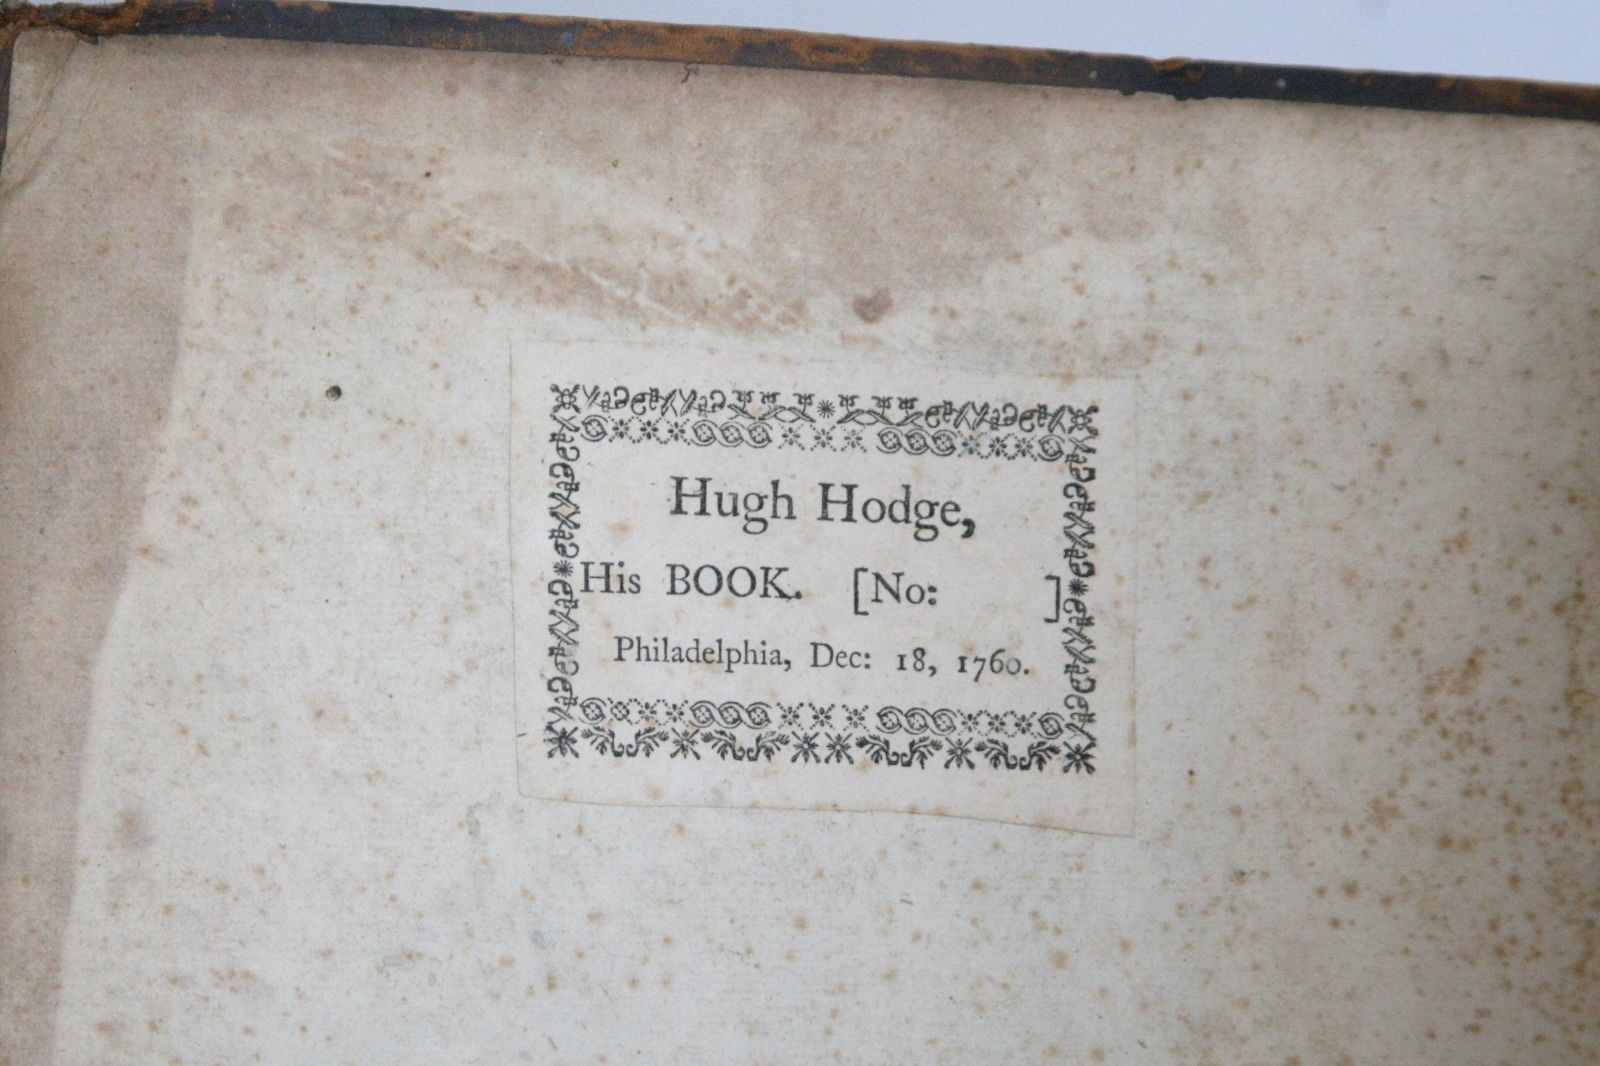 Hugh Hodge,
His BOOK. [No: ]
Philadelphia, Dec: 18, 1760.